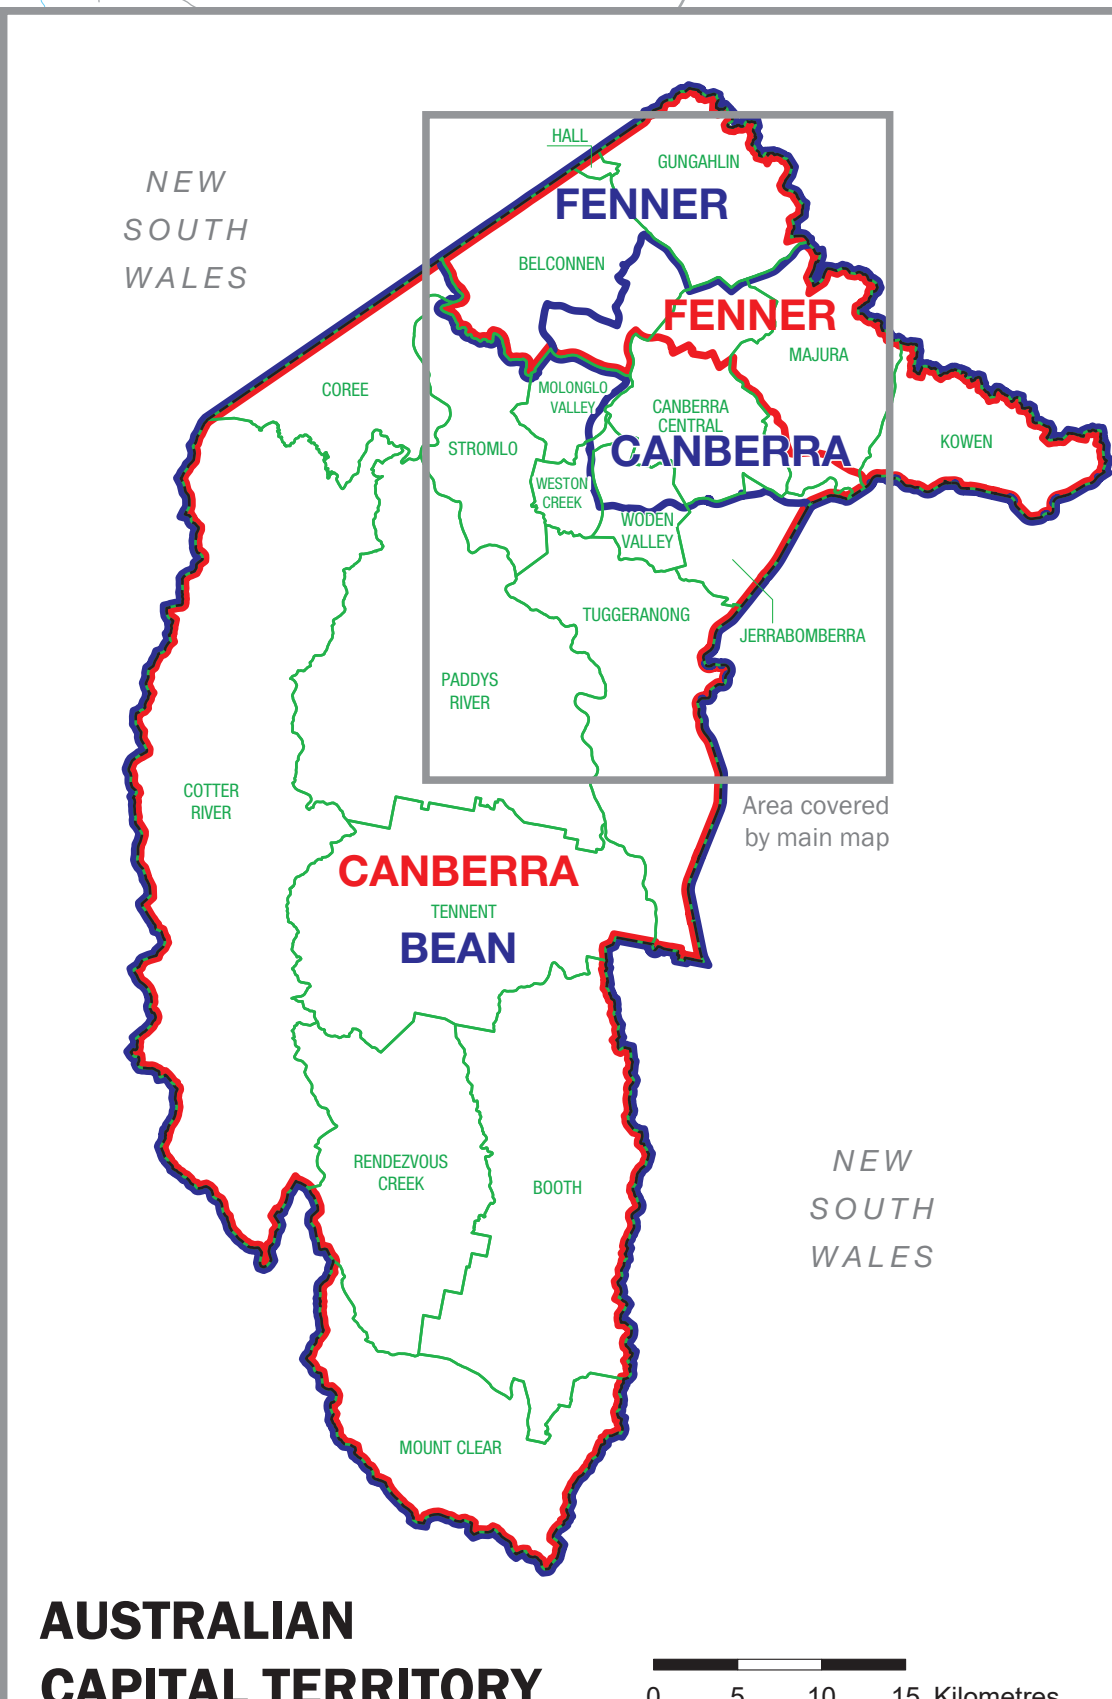 HALL
GUNGAHLIN
NEW
SOUTH
WALES
FENNER
BELCONNEN
FENNER
MAJURA
COREE
MOLONGLO
VALLEY
CANBERRA
CENTRAL
STROMLO
CANBERRA
KOWEN
WESTON
CREEK
WODEN
VALLEY
TUGGERANONG
JERRABOMBERRA
PADDYS
RIVER
COTTER
RIVER
Area covered
by main map
CANBERRA
TENNENT
BEAN
RENDEZVOUS
CREEK
BOOTH
NEW
SOUTH
WALES
MOUNT CLEAR
AUSTRALIAN
CAPITAL TERRITORY
0 5 10 15 Kilometres